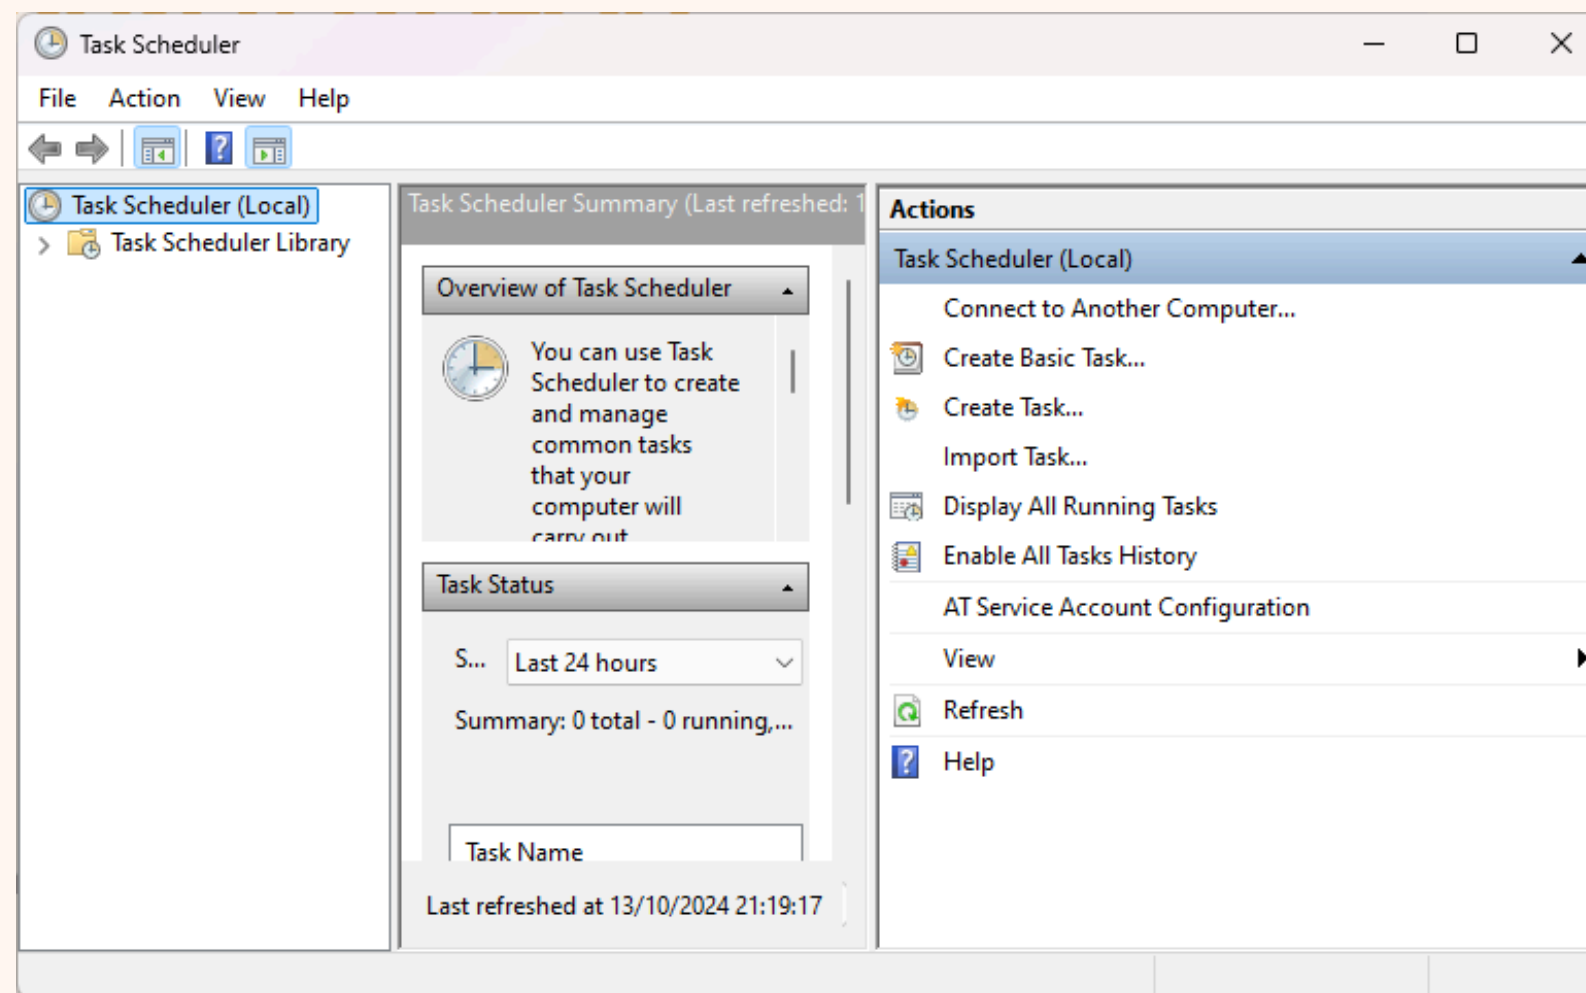 Task Scheduler
File Action View Help
Task Scheduler (Local)
Task Scheduler Library
Task Scheduler Summary (Last refreshed: 1
Overview of Task Scheduler
You can use Task
Scheduler to create
and manage
common tasks
that your
computer will
carry out
Task Status
S... Last 24 hours
Summary: 0 total - 0 running,...
Task Name
Last refreshed at 13/10/2024 21:19:17
Actions
Task Scheduler (Local)
Connect to Another Computer...
Create Basic Task...
Create Task...
Import Task...
Display All Running Tasks
Enable All Tasks History
AT Service Account Configuration
View
Refresh
Help